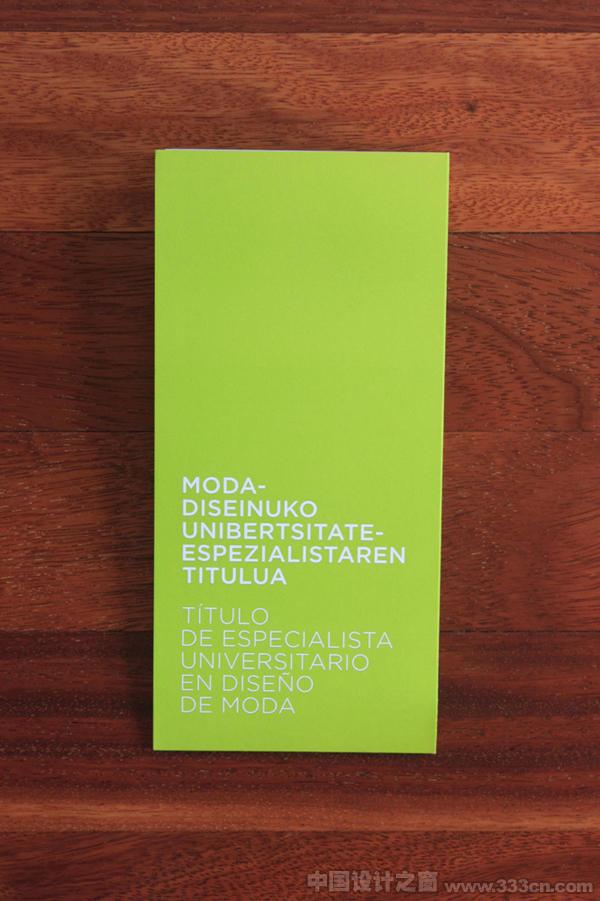 MODA-
DISEINUKO
UNIBERTSITATE-
ESPEZIALISTAREN
TITULUA
TÍTULO
DE ESPECIALISTA
UNIVERSITARIO
EN DISEÑO
DE MODA
中国设计之窗 www.333cn.com